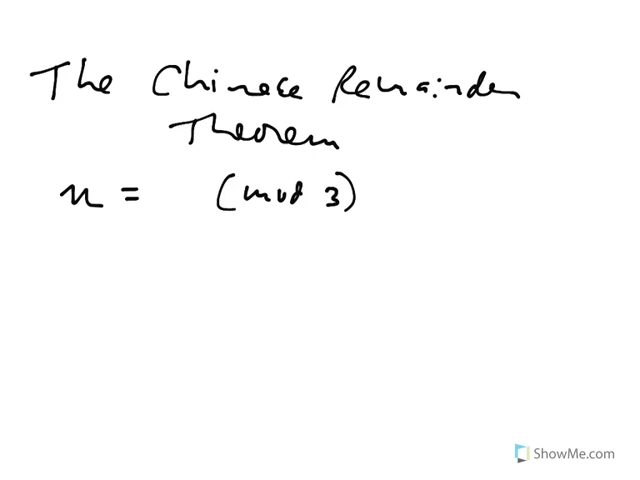 The Chinese Remainder
Theorem
n = (mod 3)
ShowMe.com